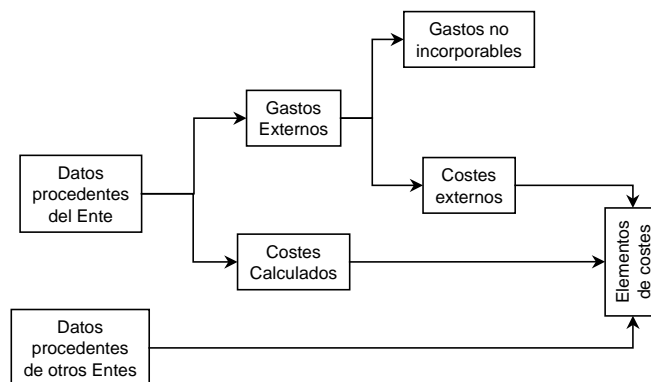 Gastos no
incorporables
Gastos
Externos
Datos
procedentes
del Ente
Costes
externos
Costes
Calculados
Elementos
de costes
Datos
procedentes
de otros Entes